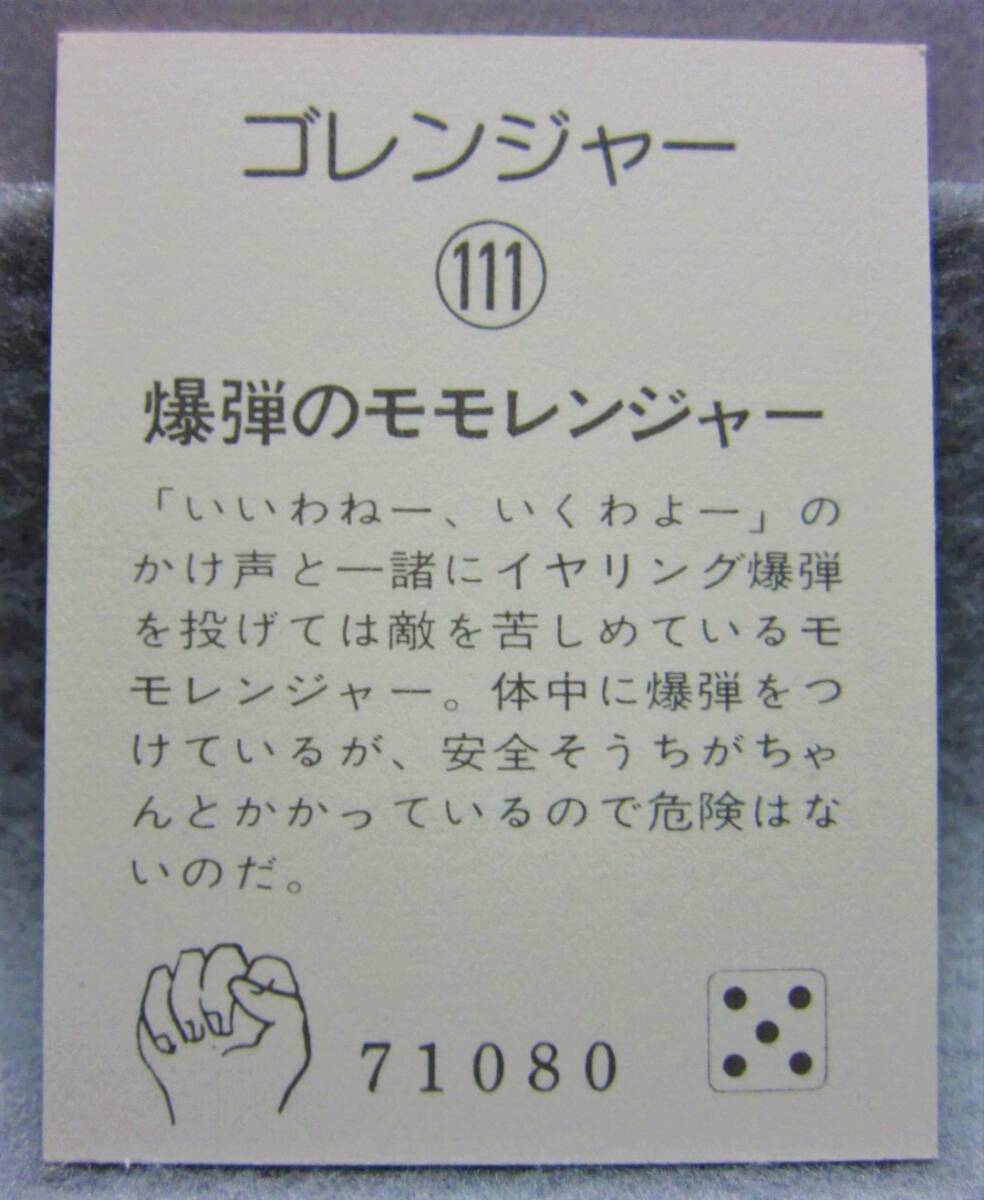 ゴレンジャー
111
爆弾のモモレンジャー
「いいわねー、いくわよー」の
かけ声と一諸にイヤリング爆弾
を投げては敵を苦しめているモ
モレンジャー。体中に爆弾をつ
けているが、安全そうちがちゃ
んとかかっているので危険はな
いのだ。
71080